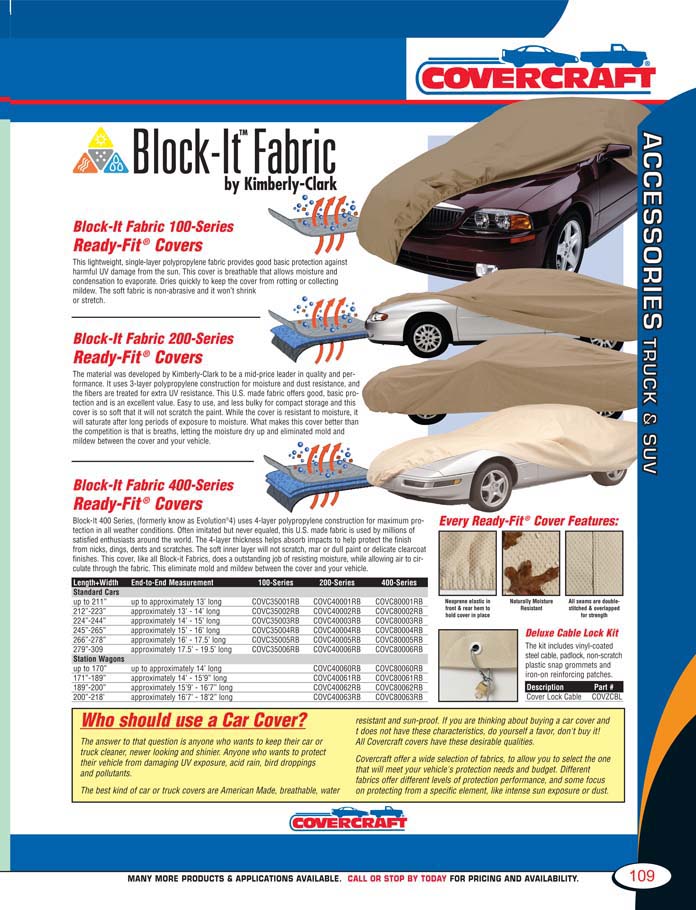 COVERCRAFT®
Block-It™ Fabric
by Kimberly-Clark
Block-It Fabric 100-Series
Ready-Fit® Covers
This lightweight, single-layer polypropylene fabric provides good basic protection against
harmful UV damage from the sun. This cover is breathable that allows moisture and
condensation to evaporate. Dries quickly to keep the cover from rotting or collecting
mildew. The soft fabric is non-abrasive and it won't shrink
or stretch.
Block-It Fabric 200-Series
Ready-Fit® Covers
The material was developed by Kimberly-Clark to be a mid-price leader in quality and per-
formance. It uses 3-layer polypropylene construction for moisture and dust resistance, and
the fibers are treated for extra UV resistance. This U.S. made fabric offers good, basic pro-
tection and is an excellent value. Easy to use, and less bulky for compact storage and this
cover is so soft that it will not scratch the paint. While the cover is resistant to moisture, it
will saturate after long periods of exposure to moisture. What makes this cover better than
the competition is that is breaths, letting the moisture dry up and eliminated mold and
mildew between the cover and your vehicle.
Block-It Fabric 400-Series
Ready-Fit® Covers
Block-It 400 Series, (formerly know as Evolution®4) uses 4-layer polypropylene construction for maximum pro-
tection in all weather conditions. Often imitated but never equaled, this U.S. made fabric is used by millions of
satisfied enthusiasts around the world. The 4-layer thickness helps absorb impacts to help protect the finish
from nicks, dings, dents and scratches. The soft inner layer will not scratch, mar or dull paint or delicate clearcoat
finishes. This cover, like all Block-it Fabrics, does a outstanding job of resisting moisture, while allowing air to cir-
culate through the fabric. This eliminate mold and mildew between the cover and your vehicle.
Length+Width End-to-End Measurement 100-Series 200-Series 400-Series
Standard Cars
up to 211" up to approximately 13' long COVC35001RB COVC40001RB COVC80001RB
212"-223" approximately 13' - 14' long COVC35002RB COVC40002RB COVC80002RB
224"-244" approximately 14' - 15' long COVC35003RB COVC40003RB COVC80003RB
245"-265" approximately 15' - 16' long COVC35004RB COVC40004RB COVC80004RB
266"-278" approximately 16' - 17.5' long COVC35005RB COVC40005RB COVC80005RB
279"-309 approximately 17.5' - 19.5' long COVC35006RB COVC40006RB COVC80006RB
Station Wagons
up to 170" up to approximately 14' long COVC40060RB COVC80060RB
171"-189" approximately 14' - 15'9" long COVC40061RB COVC80061RB
189"-200" approximately 15'9' - 16'7" long COVC40062RB COVC80062RB
200"-218' approximately 16'7' - 18'2" long COVC40063RB COVC80063RB
Every Ready-Fit® Cover Features:
Neoprene elastic in
front & rear hem to
hold cover in place
Naturally Moisture
Resistant
All seams are double-
stitched & overlapped
for strength
Deluxe Cable Lock Kit
The kit includes vinyl-coated
steel cable, padlock, non-scratch
plastic snap grommets and
iron-on reinforcing patches.
Description Part #
Cover Lock Cable COVZCBL
Who should use a Car Cover?
The answer to that question is anyone who wants to keep their car or
truck cleaner, newer looking and shinier. Anyone who wants to protect
their vehicle from damaging UV exposure, acid rain, bird droppings
and pollutants.
The best kind of car or truck covers are American Made, breathable, water
resistant and sun-proof. If you are thinking about buying a car cover and
t does not have these characteristics, do yourself a favor, don't buy it!
All Covercraft covers have these desirable qualities.
Covercraft offer a wide selection of fabrics, to allow you to select the one
that will meet your vehicle's protection needs and budget. Different
fabrics offer different levels of protection performance, and some focus
on protecting from a specific element, like intense sun exposure or dust.
COVERCRAFT
ACCESSORIES TRUCK & SUV
MANY MORE PRODUCTS & APPLICATIONS AVAILABLE. CALL OR STOP BY TODAY FOR PRICING AND AVAILABILITY.
109